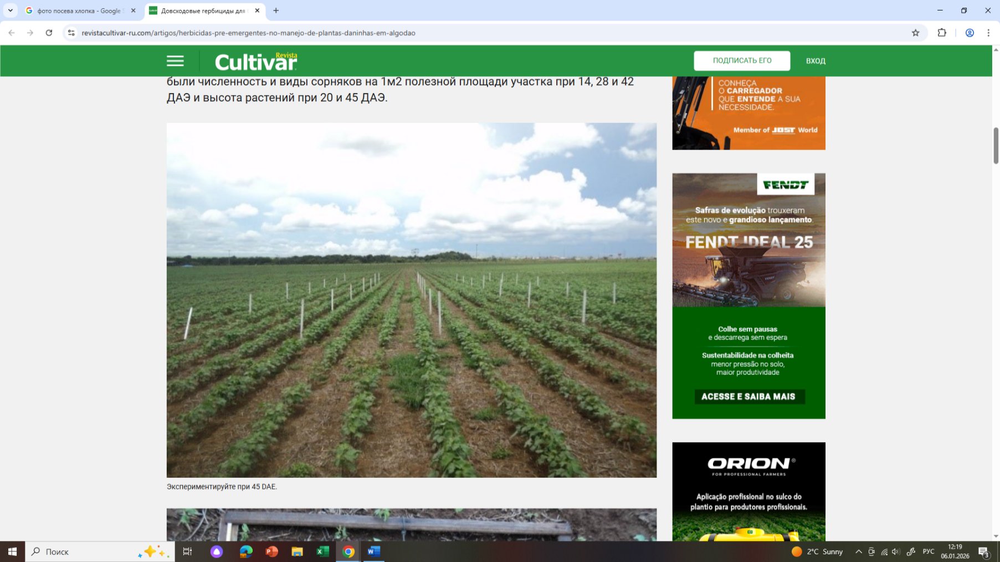 фото посева хлопка - Google
Довсходовые гербициды для
revistacultivar-ru.com/artigos/herbicidas-pre-emergentes-no-manejo-de-plantas-daninhas-em-algodao
Revista
Cultivar
ПОДПИСАТЬ ЕГО
ВХОД
были численность и виды сорняков на 1м2 полезной площади участка при 14, 28 и 42
ДАЭ и высота растений при 20 и 45 ДАЭ.
Экспериментируйте при 45 DAE.
CONHEÇA
O CARREGADOR
QUE ENTENDE A SUA
NECESSIDADE.
Member of JOST World
FENDT
Safras de evolução trouxeram
este novo e grandioso lançamento.
FENDT IDEAL 25
Colhe sem pausas
e descarrega sem espera
Sustentabilidade na colheita
menor pressão no solo,
maior produtividade
ACESSE E SAIBA MAIS
ORION®
FOR PROFESSIONAL FARMERS
Aplicação profissional no sulco do
plantio para produtores profissionais.
Поиск
2°C Sunny
РУС
12:19
06.01.2026
3